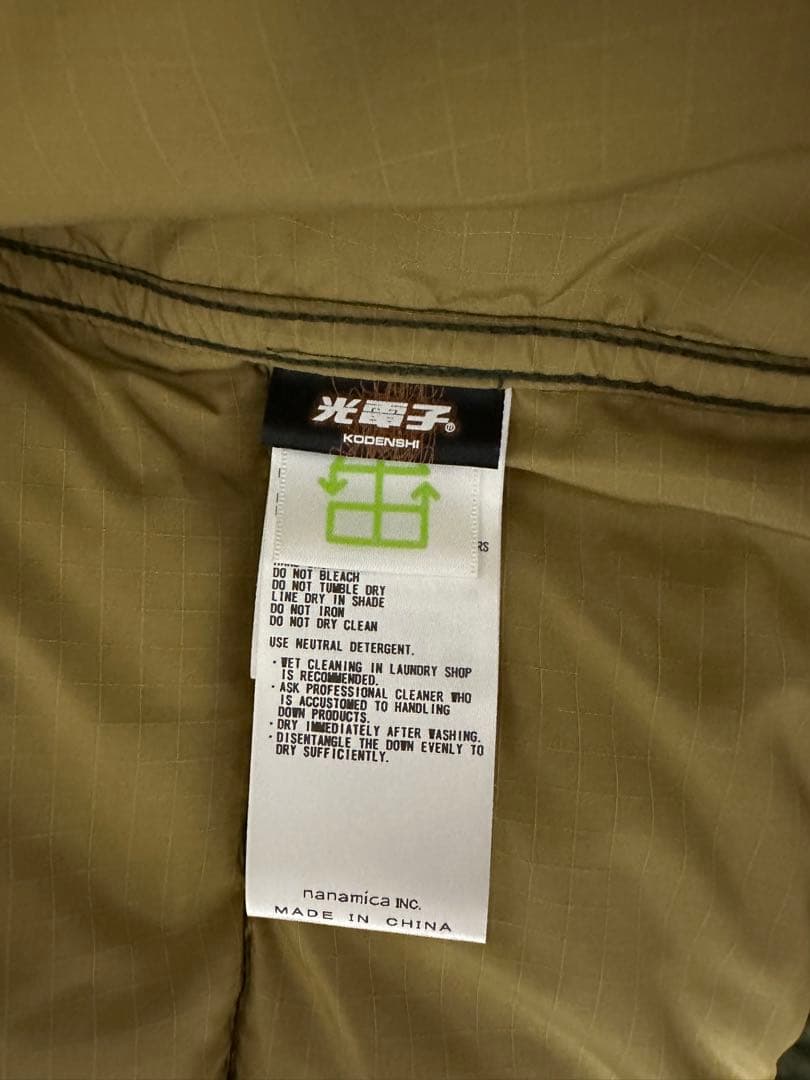 光電子®
KODENSHI
RS
DO NOT BLEACH
DO NOT TUMBLE DRY
LINE DRY IN SHADE
DO NOT IRON
DO NOT DRY CLEAN
USE NEUTRAL DETERGENT.
・WET CLEANING IN LAUNDRY SHOP
IS RECOMMENDED.
・ASK PROFESSIONAL CLEANER WHO
IS ACCUSTOMED TO HANDLING
DOWN PRODUCTS.
・DRY IMMEDIATELY AFTER WASHING.
・DISENTANGLE THE DOWN EVENLY TO
DRY SUFFICIENTLY.
nanamica INC.
MADE IN CHINA